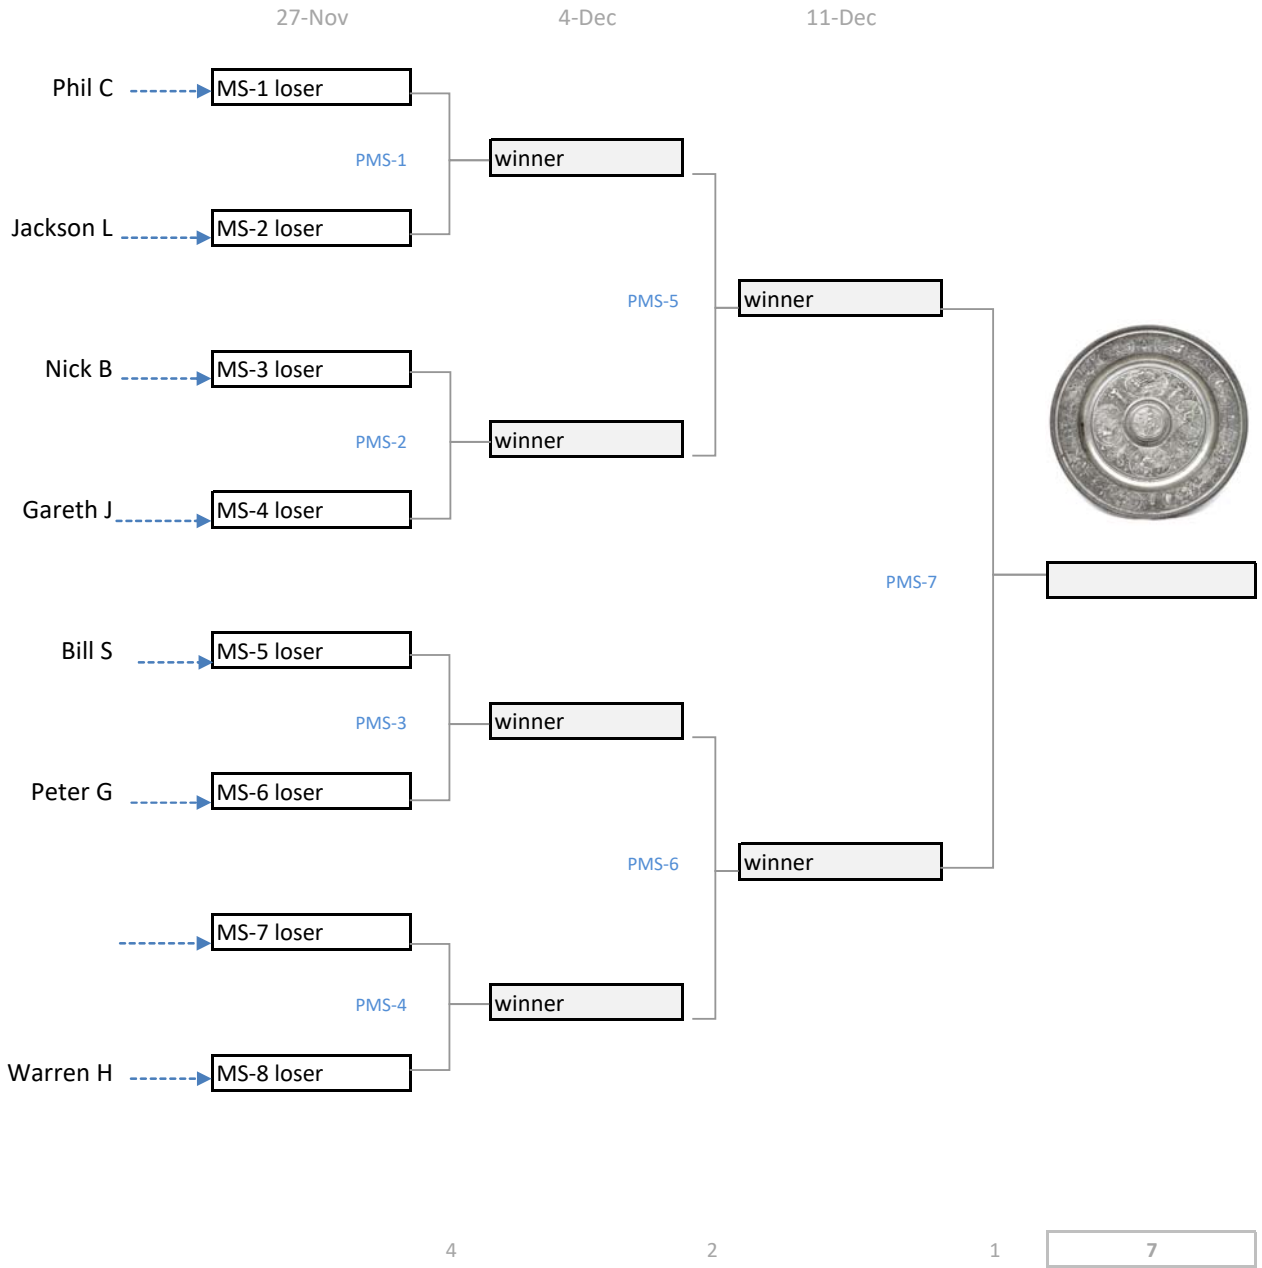 27-Nov 4-Dec 11-Dec
Phil C MS-1 loser
PMS-1 winner
Jackson L MS-2 loser
PMS-5 winner
Nick B MS-3 loser
PMS-2 winner
Gareth J MS-4 loser
PMS-7
Bill S MS-5 loser
PMS-3 winner
Peter G MS-6 loser
PMS-6 winner
MS-7 loser
PMS-4 winner
Warren H MS-8 loser
4 2 1 7